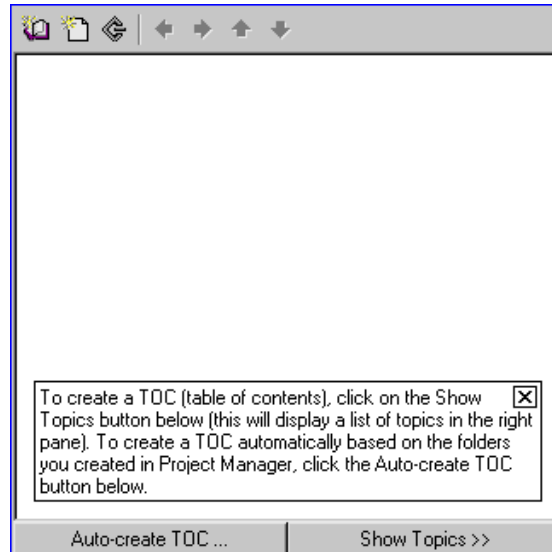 To create a TOC (table of contents), click on the Show
Topics button below (this will display a list of topics in the right
pane). To create a TOC automatically based on the folders
you created in Project Manager, click the Auto-create TOC
button below.
Auto-create TOC ...
Show Topics >>